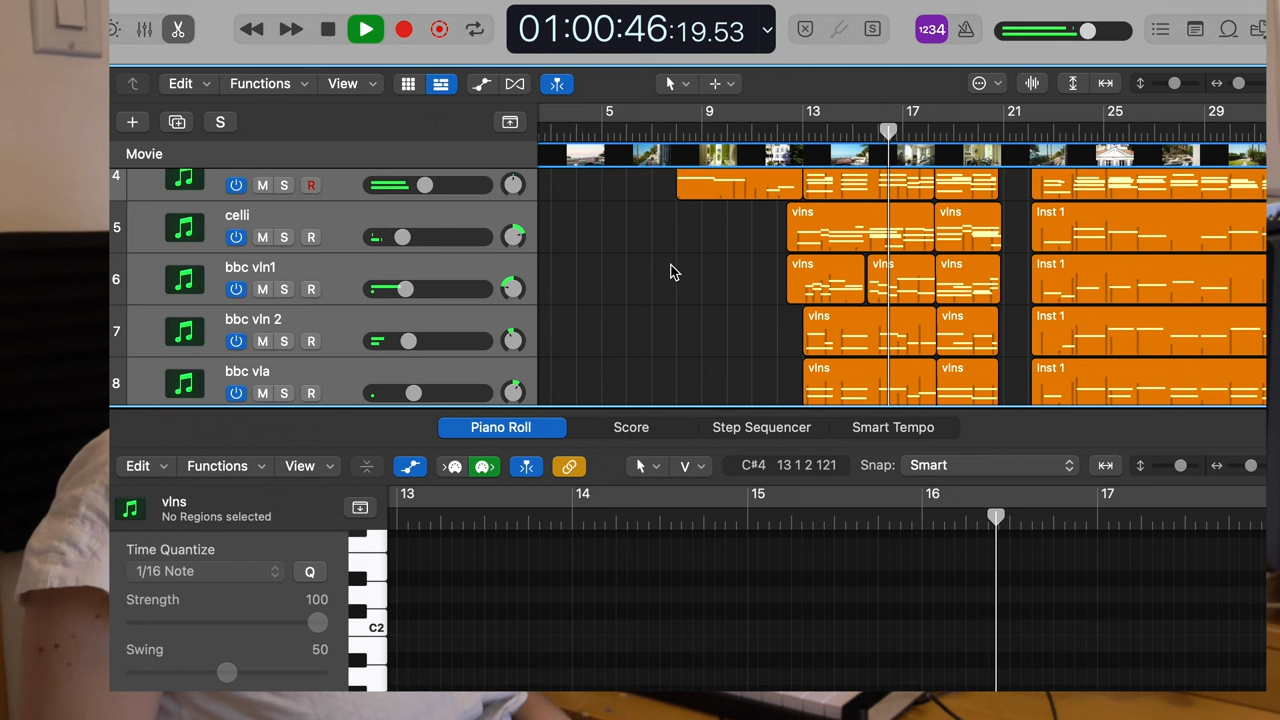 01:00:46:19.53
S
1234
Edit Functions View
S
5 9 13 17 21 25 29
Movie
4 M S R
5 celli
M S R
vlns vlns Inst 1
6 bbc vln1
M S R
vlns vlns vlns Inst 1
7 bbc vln 2
M S R
vlns vlns Inst 1
8 bbc vla
M S R
vlns vlns Inst 1
Piano Roll Score Step Sequencer Smart Tempo
Edit Functions View V C#4 13 1 2 121 Snap: Smart
13 14 15 16 17
vlns
No Regions selected
Time Quantize
1/16 Note Q
Strength 100
C2
Swing 50